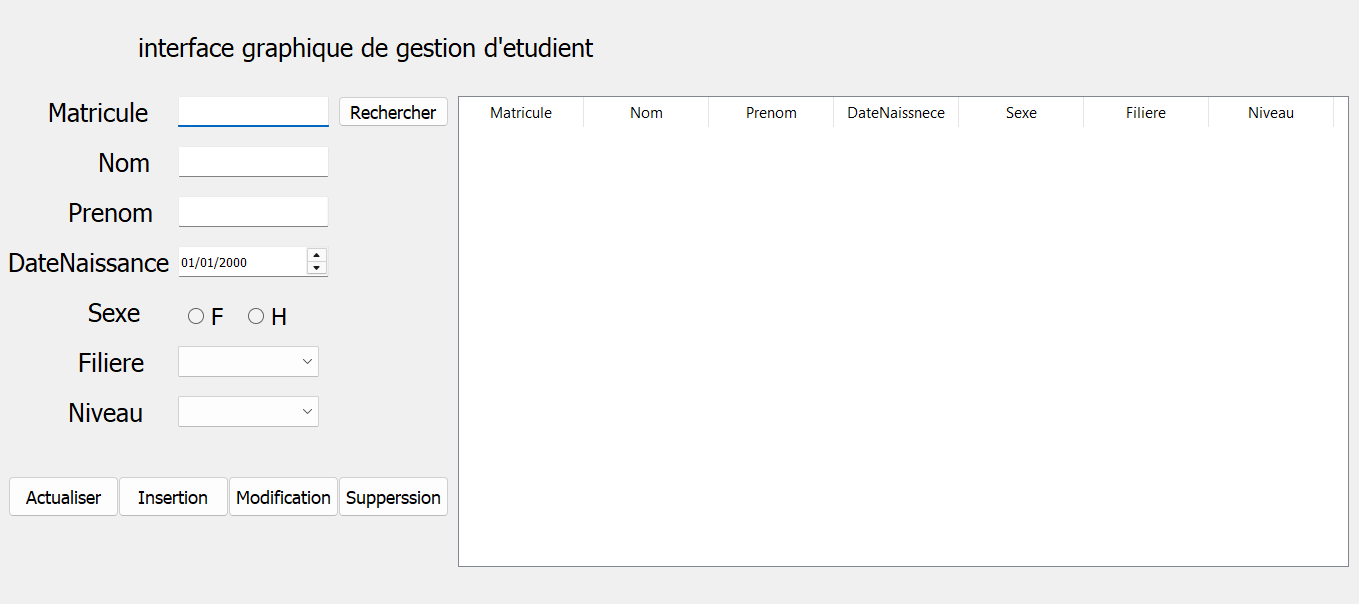 interface graphique de gestion d'etudient
Matricule
Rechercher
Nom
Prenom
DateNaissance
01/01/2000
Sexe
F H
Filiere
Niveau
Actualiser Insertion Modification Supperssion
Matricule Nom Prenom DateNaissnece Sexe Filiere Niveau